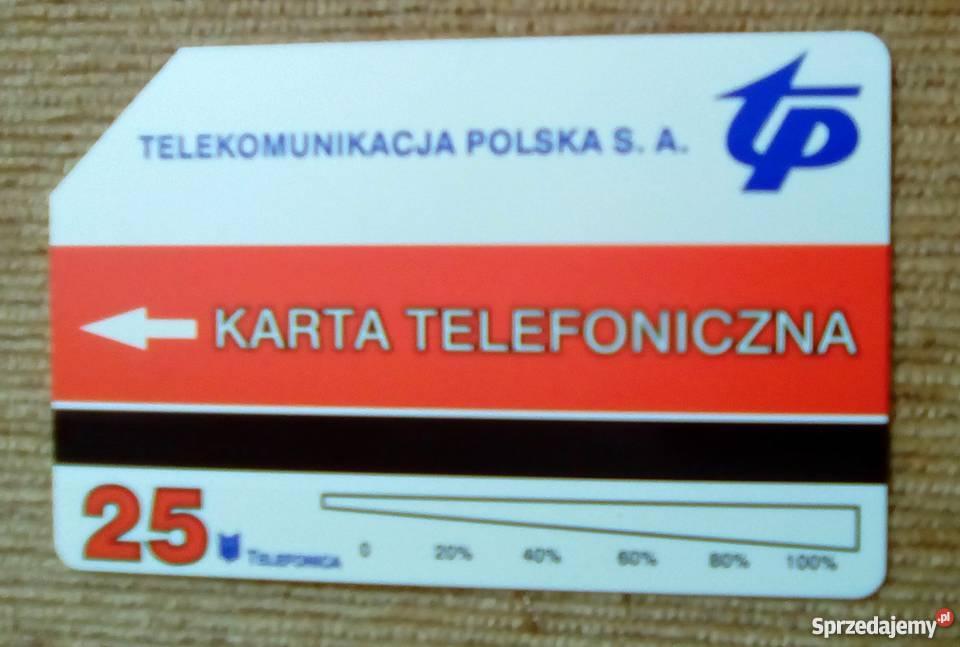 TELEKOMUNIKACJA POLSKA S. A.
tp
KARTA TELEFONICZNA
25
TELEFONICA
0 20% 40% 60% 80% 100%
Sprzedajemy.pl